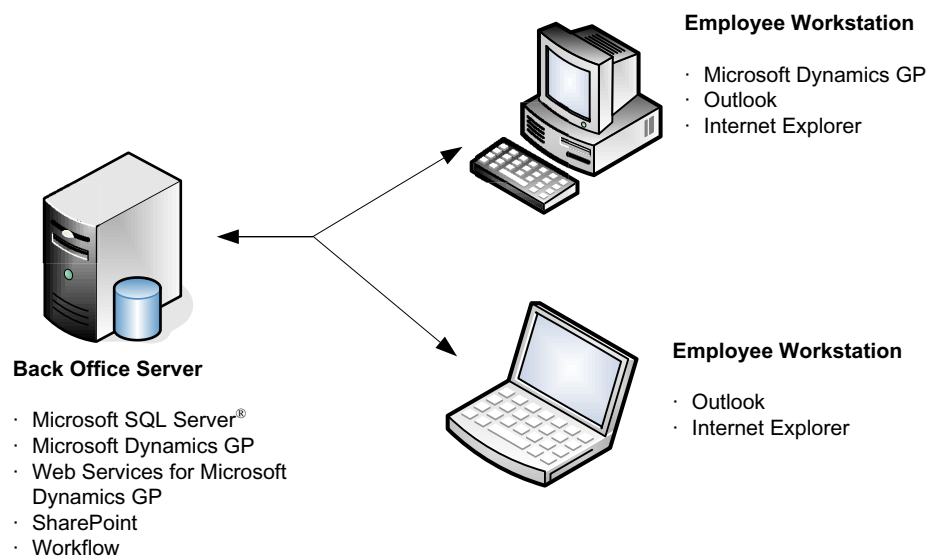 Employee Workstation
· Microsoft Dynamics GP
· Outlook
· Internet Explorer
Back Office Server
· Microsoft SQL Server®
· Microsoft Dynamics GP
· Web Services for Microsoft
Dynamics GP
· SharePoint
· Workflow
Employee Workstation
· Outlook
· Internet Explorer